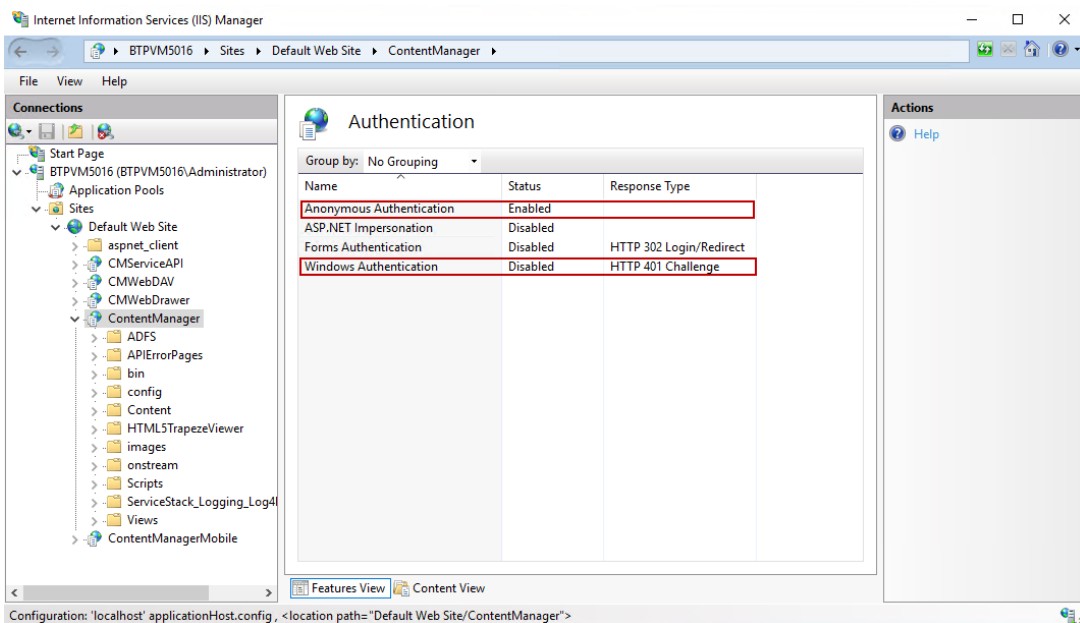 Internet Information Services (IIS) Manager
BTPVM5016 Sites Default Web Site ContentManager
File View Help
Connections
Start Page
BTPVM5016 (BTPVM5016\Administrator)
Application Pools
Sites
Default Web Site
aspnet_client
CMServiceAPI
CMWebDAV
CMWebDrawer
ContentManager
ADFS
APIErrorPages
bin
config
Content
HTML5TrapezeViewer
images
onstream
Scripts
ServiceStack_Logging_Log4
Views
ContentManagerMobile
Authentication
Group by: No Grouping
Name Status Response Type
Anonymous Authentication Enabled
ASP.NET Impersonation Disabled
Forms Authentication Disabled HTTP 302 Login/Redirect
Windows Authentication Disabled HTTP 401 Challenge
Features View Content View
Actions
Help
Configuration: 'localhost' applicationHost.config , <location path="Default Web Site/ContentManager">